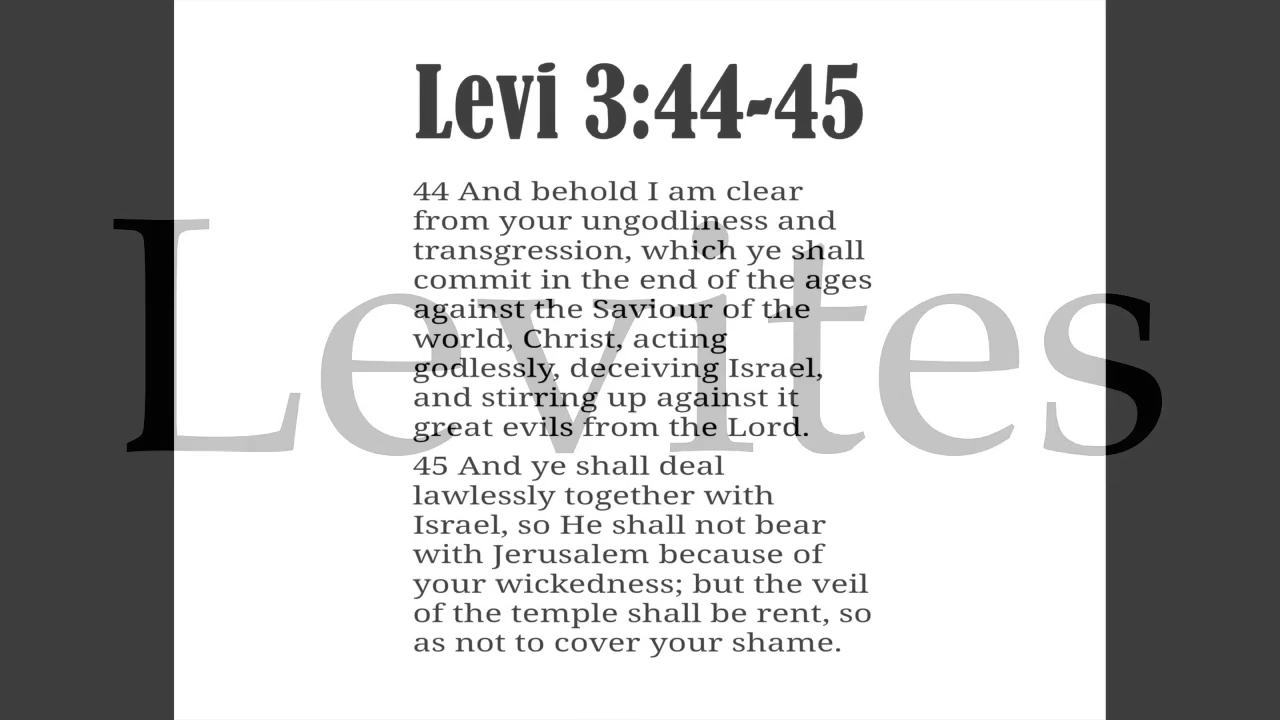 Levi 3:44-45
44 And behold I am clear
from your ungodliness and
transgression, which ye shall
commit in the end of the ages
against the Saviour of the
world, Christ, acting
godlessly, deceiving Israel,
and stirring up against it
great evils from the Lord.
45 And ye shall deal
lawlessly together with
Israel, so He shall not bear
with Jerusalem because of
your wickedness; but the veil
of the temple shall be rent, so
as not to cover your shame.
Levites